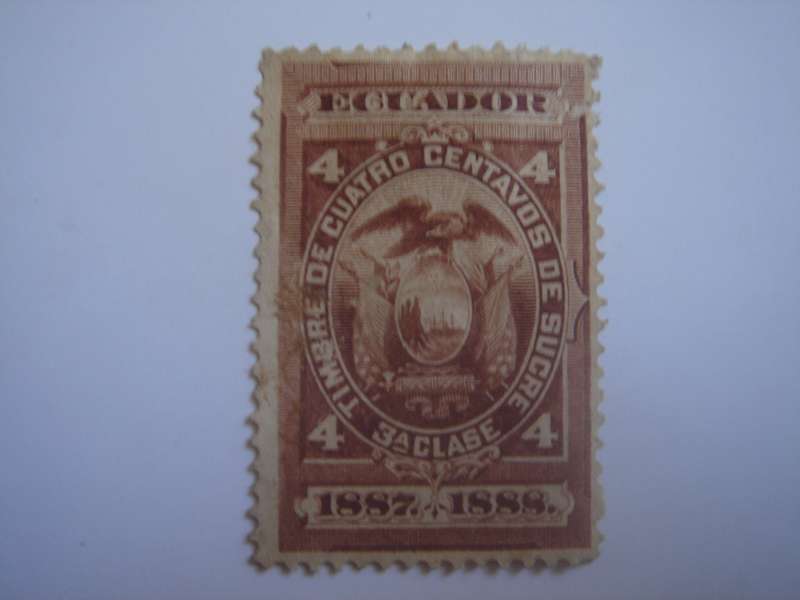 ECUADOR
4 4
TIMBRE DE CUATRO CENTAVOS DE SUCRE
3A CLASE
4 4
1887. 1888.